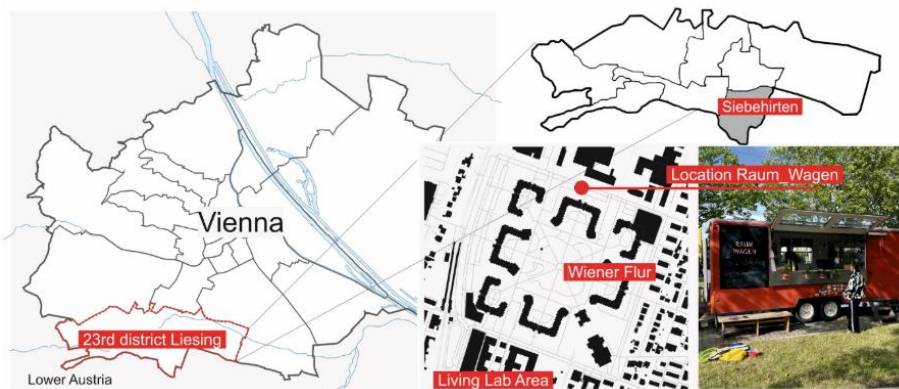 Vienna
23rd district Liesing
Lower Austria
Siebehirten
Location Raum_Wagen
Wiener Flur
Living Lab Area
RAUM
WAGEN